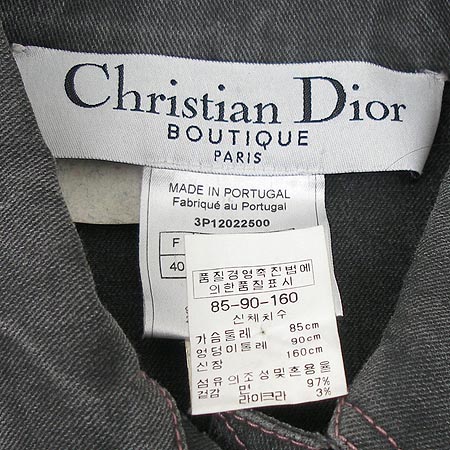 Christian Dior
BOUTIQUE
PARIS
MADE IN PORTUGAL
Fabriqué au Portugal
3P12022500
F
40
품질경영촉진법에
의한품질표시
85-90-160
신체치수
가슴둘레 85cm
엉덩이둘레 90cm
신장 160cm
섬유의조성및혼용율
겉감 면 97%
라이크라 3%